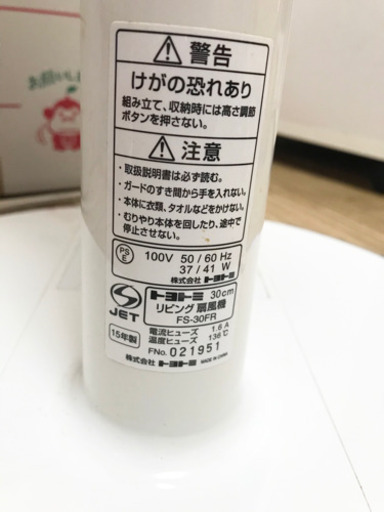 警告
けがの恐れあり
組み立て、収納時には高さ調節
ボタンを押さない。
注意
・取扱説明書は必ず読む。
・ガードのすき間から手を入れない。
・本体に衣類、タオルなどをかけない。
・むりやり本体を回したり、途中で
停止させない。
PS E
100V 50/60 Hz
37/41 W
株式会社 トヨトミ
JET
トヨトミ 30cm
リビング扇風機
FS-30FR
15年製
電流ヒューズ 1.6 A
温度ヒューズ 136℃
FNo. 021951
株式会社 トヨトミ MADE IN CHINA